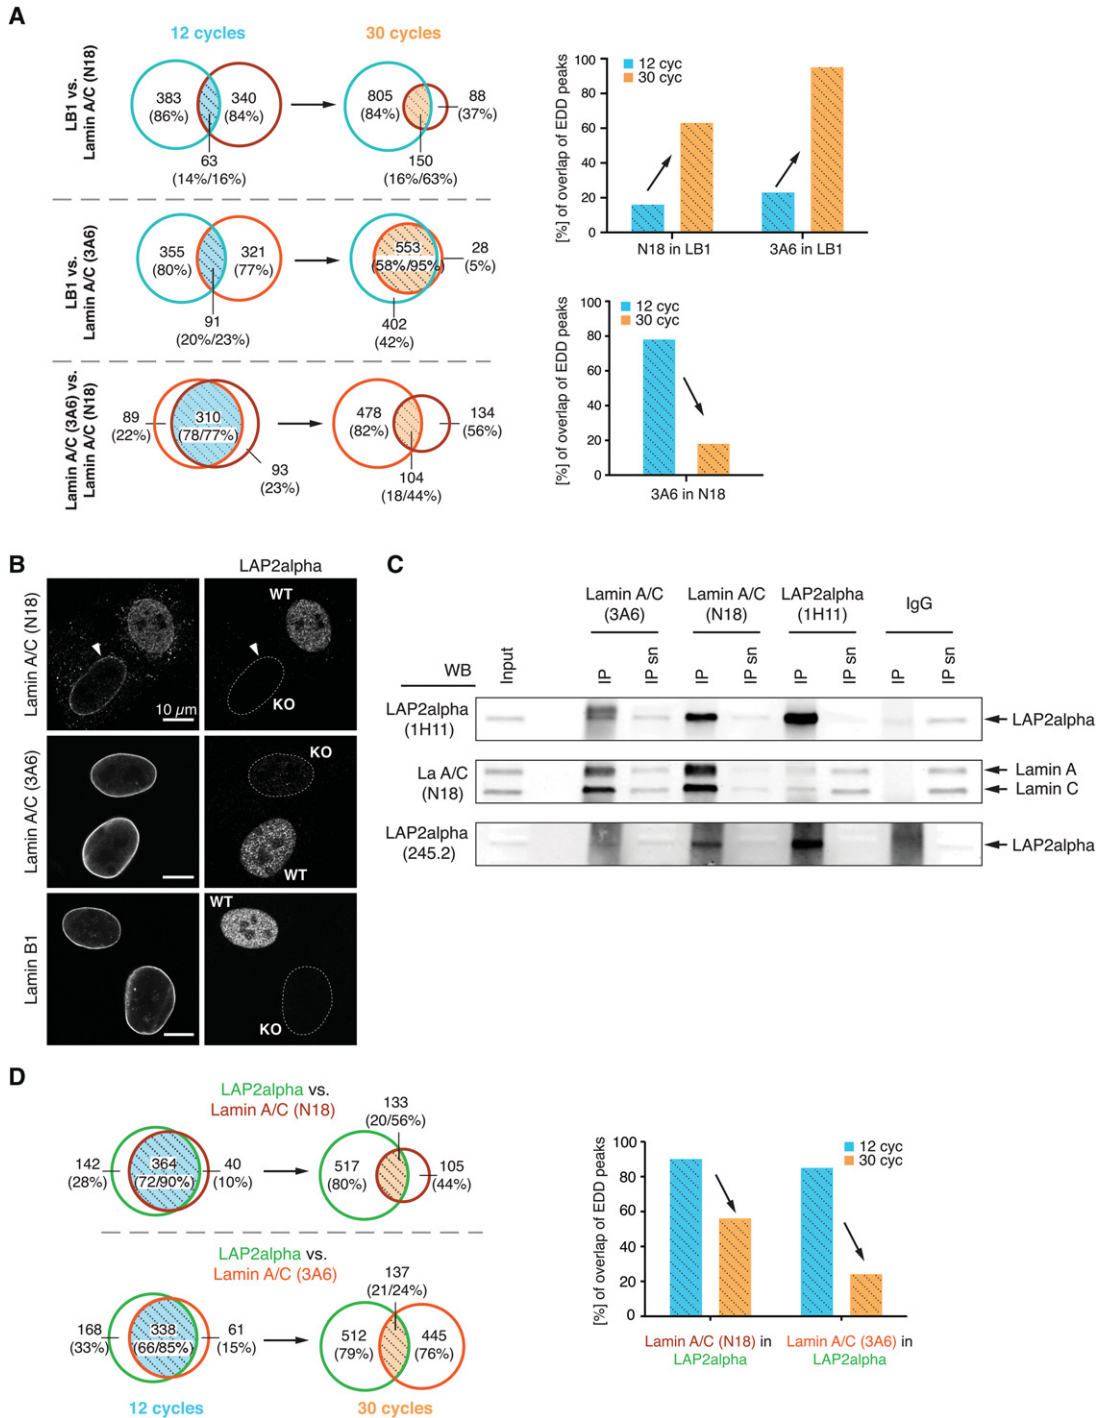 A
12 cycles
30 cycles
LB1 vs.
Lamin A/C (N18)
383
(86%)
340
(84%)
63
(14%/16%)
805
(84%)
88
(37%)
150
(16%/63%)
LB1 vs.
Lamin A/C (3A6)
355
(80%)
321
(77%)
91
(20%/23%)
553
(58%/95%)
28
(5%)
402
(42%)
Lamin A/C (3A6) vs.
Lamin A/C (N18)
89
(22%)
310
(78/77%)
93
(23%)
478
(82%)
134
(56%)
104
(18/44%)
[%] of overlap of EDD peaks
100
80
60
40
20
0
12 cyc
30 cyc
N18 in LB1
3A6 in LB1
[%] of overlap of EDD peaks
100
80
60
40
20
0
12 cyc
30 cyc
3A6 in N18
B
LAP2alpha
Lamin A/C (N18)
10 µm
WT
KO
Lamin A/C (3A6)
KO
WT
Lamin B1
WT
KO
C
Lamin A/C
(3A6)
Lamin A/C
(N18)
LAP2alpha
(1H11)
IgG
WB
Input
IP
IP sn
IP
IP sn
IP
IP sn
IP
IP sn
LAP2alpha
(1H11)
LAP2alpha
La A/C
(N18)
Lamin A
Lamin C
LAP2alpha
(245.2)
LAP2alpha
D
LAP2alpha vs.
Lamin A/C (N18)
142
(28%)
364
(72/90%)
40
(10%)
133
(20/56%)
517
(80%)
105
(44%)
LAP2alpha vs.
Lamin A/C (3A6)
168
(33%)
338
(66/85%)
61
(15%)
137
(21/24%)
512
(79%)
445
(76%)
12 cycles
30 cycles
[%] of overlap of EDD peaks
100
80
60
40
20
0
12 cyc
30 cyc
Lamin A/C (N18) in
LAP2alpha
Lamin A/C (3A6) in
LAP2alpha